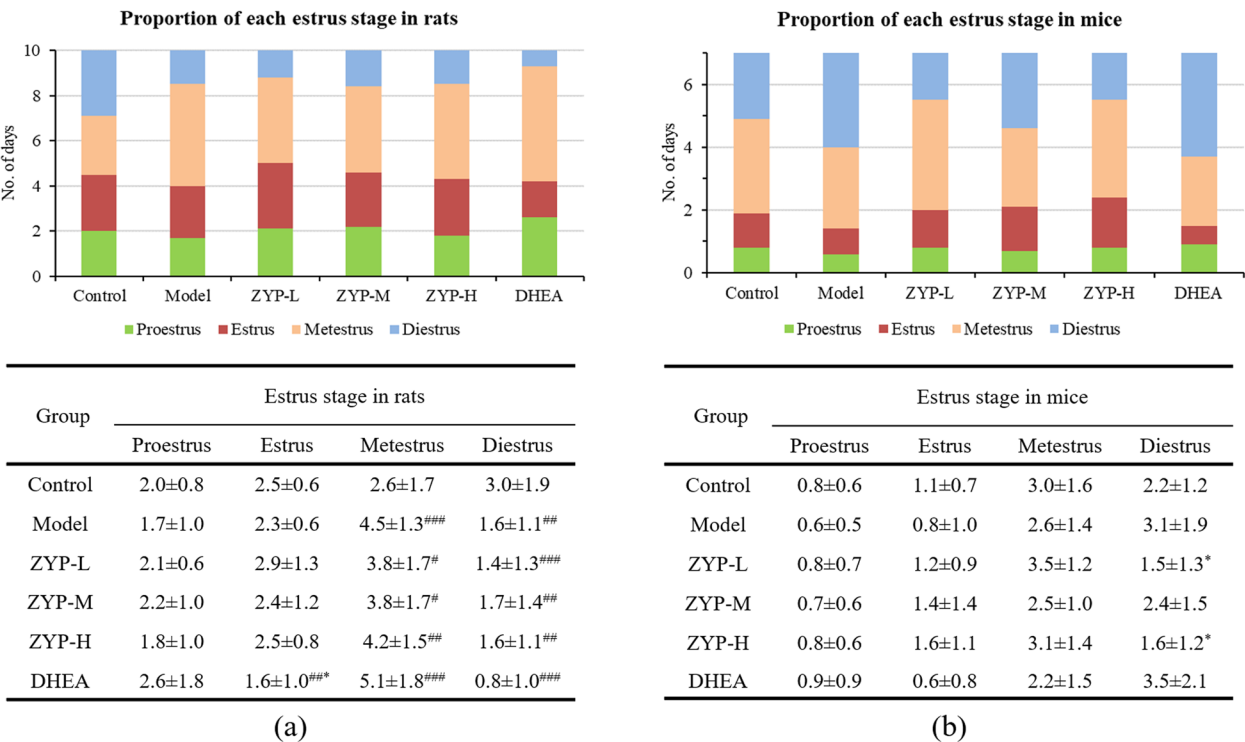 Proportion of each estrus stage in rats
No. of days
10
8
6
4
2
0
Control Model ZYP-L ZYP-M ZYP-H DHEA
Proestrus Estrus Metestrus Diestrus
Group Estrus stage in rats
Proestrus Estrus Metestrus Diestrus
Control 2.0±0.8 2.5±0.6 2.6±1.7 3.0±1.9
Model 1.7±1.0 2.3±0.6 4.5±1.3### 1.6±1.1##
ZYP-L 2.1±0.6 2.9±1.3 3.8±1.7# 1.4±1.3###
ZYP-M 2.2±1.0 2.4±1.2 3.8±1.7# 1.7±1.4##
ZYP-H 1.8±1.0 2.5±0.8 4.2±1.5## 1.6±1.1##
DHEA 2.6±1.8 1.6±1.0##* 5.1±1.8### 0.8±1.0###
(a)
Proportion of each estrus stage in mice
No. of days
6
4
2
0
Control Model ZYP-L ZYP-M ZYP-H DHEA
Proestrus Estrus Metestrus Diestrus
Group Estrus stage in mice
Proestrus Estrus Metestrus Diestrus
Control 0.8±0.6 1.1±0.7 3.0±1.6 2.2±1.2
Model 0.6±0.5 0.8±1.0 2.6±1.4 3.1±1.9
ZYP-L 0.8±0.7 1.2±0.9 3.5±1.2 1.5±1.3*
ZYP-M 0.7±0.6 1.4±1.4 2.5±1.0 2.4±1.5
ZYP-H 0.8±0.6 1.6±1.1 3.1±1.4 1.6±1.2*
DHEA 0.9±0.9 0.6±0.8 2.2±1.5 3.5±2.1
(b)